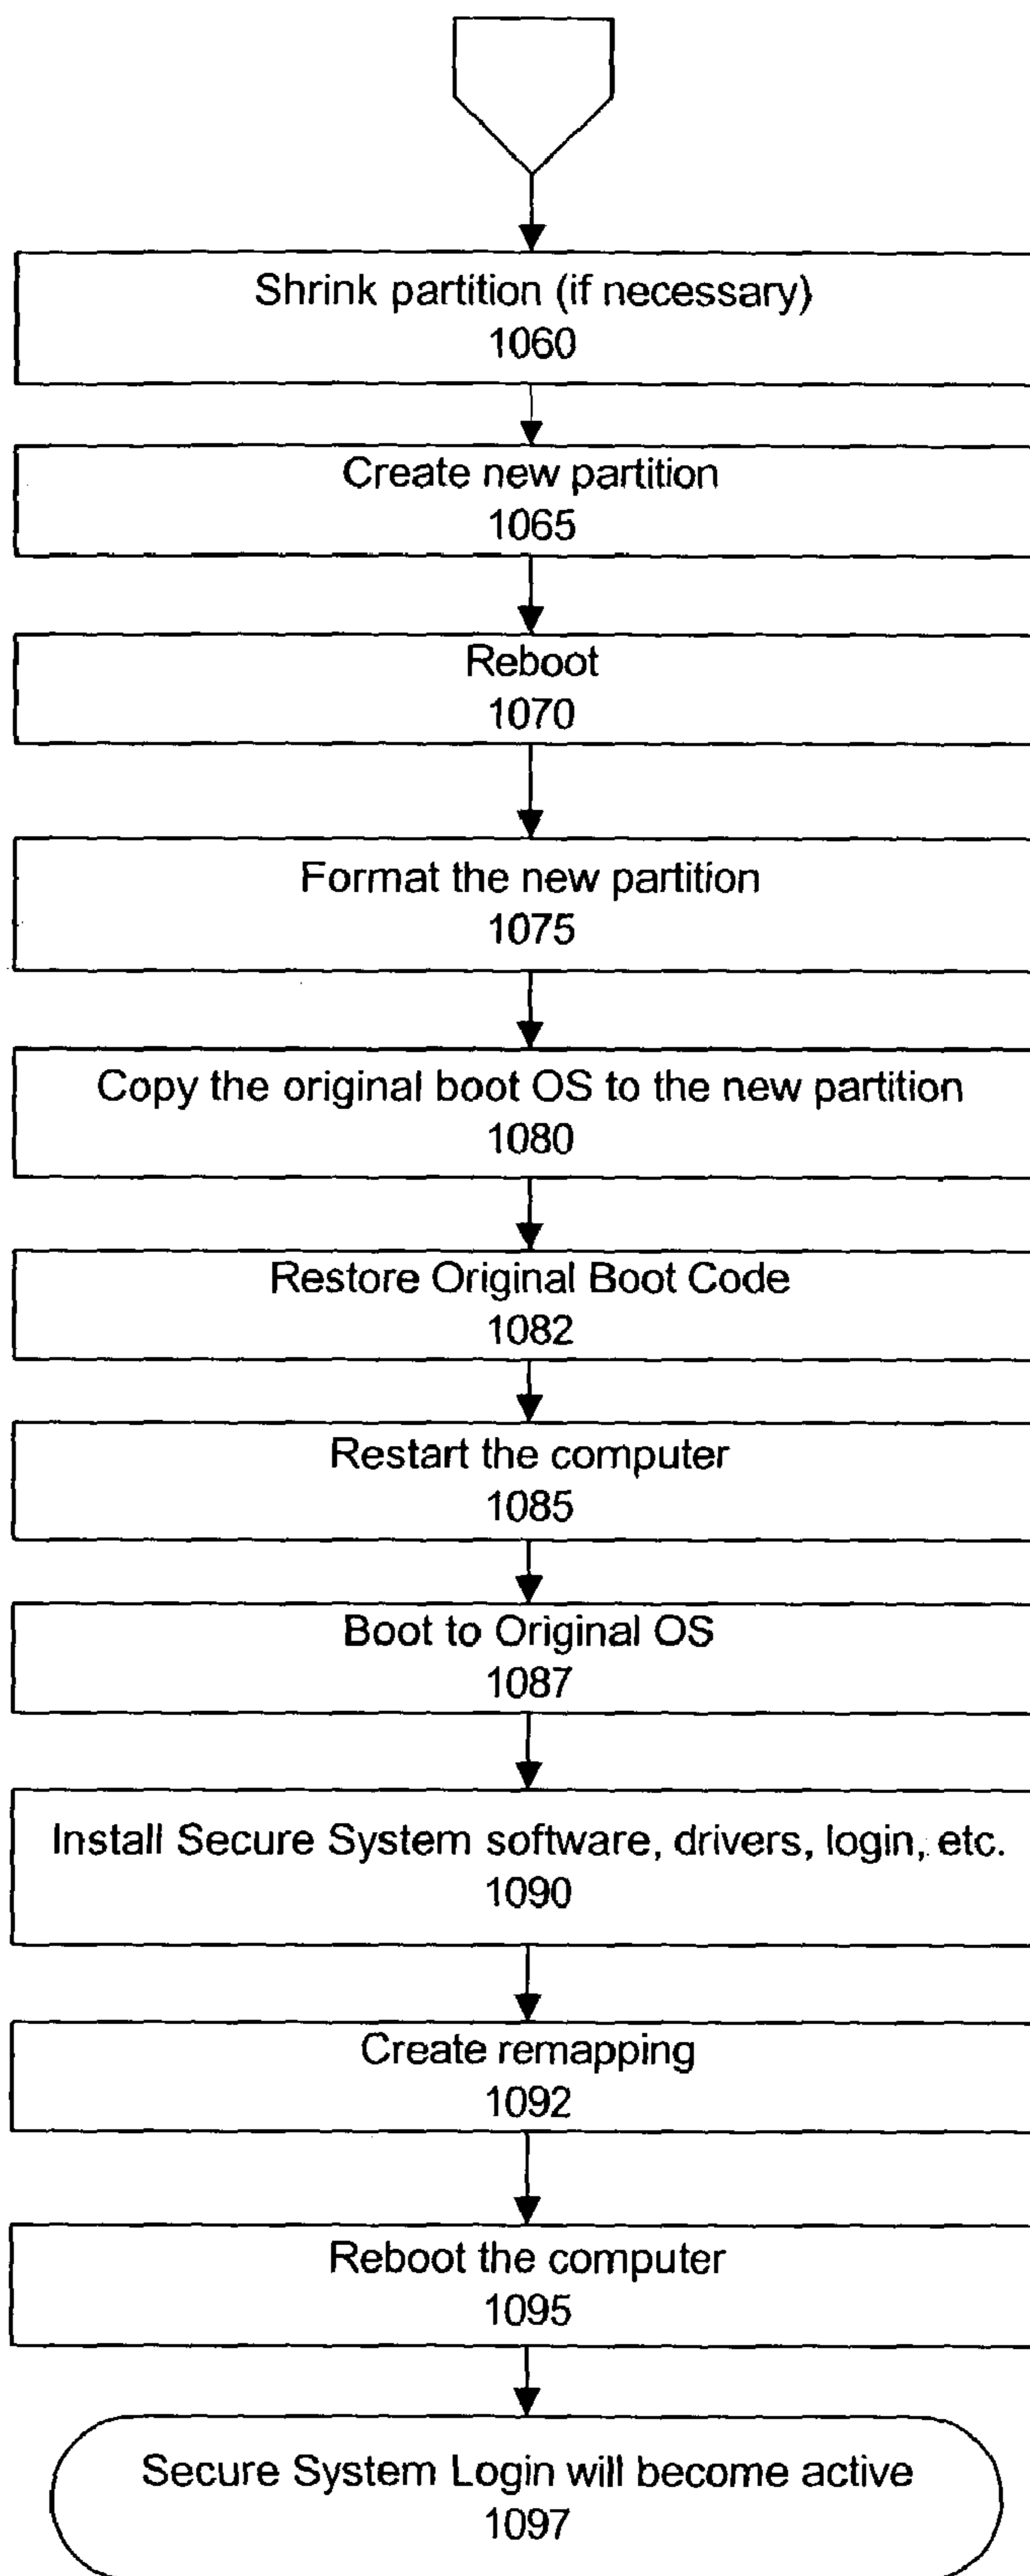 Shrink partition (if necessary)
1060
Create new partition
1065
Reboot
1070
Format the new partition
1075
Copy the original boot OS to the new partition
1080
Restore Original Boot Code
1082
Restart the computer
1085
Boot to Original OS
1087
Install Secure System software, drivers, login, etc.
1090
Create remapping
1092
Reboot the computer
1095
Secure System Login will become active
1097